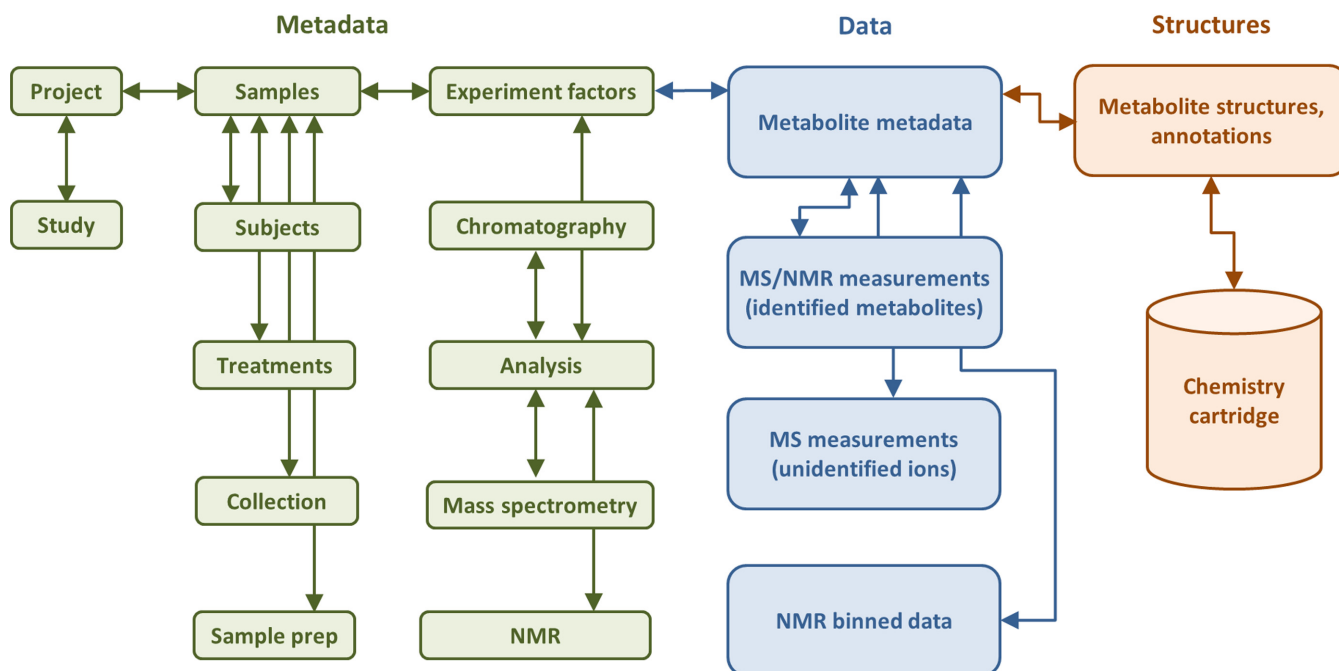 Metadata
Data
Structures
Project
Samples
Experiment factors
Metabolite metadata
Metabolite structures,
annotations
Study
Subjects
Chromatography
MS/NMR measurements
(identified metabolites)
Treatments
Analysis
Chemistry
cartridge
MS measurements
(unidentified ions)
Collection
Mass spectrometry
Sample prep
NMR
NMR binned data